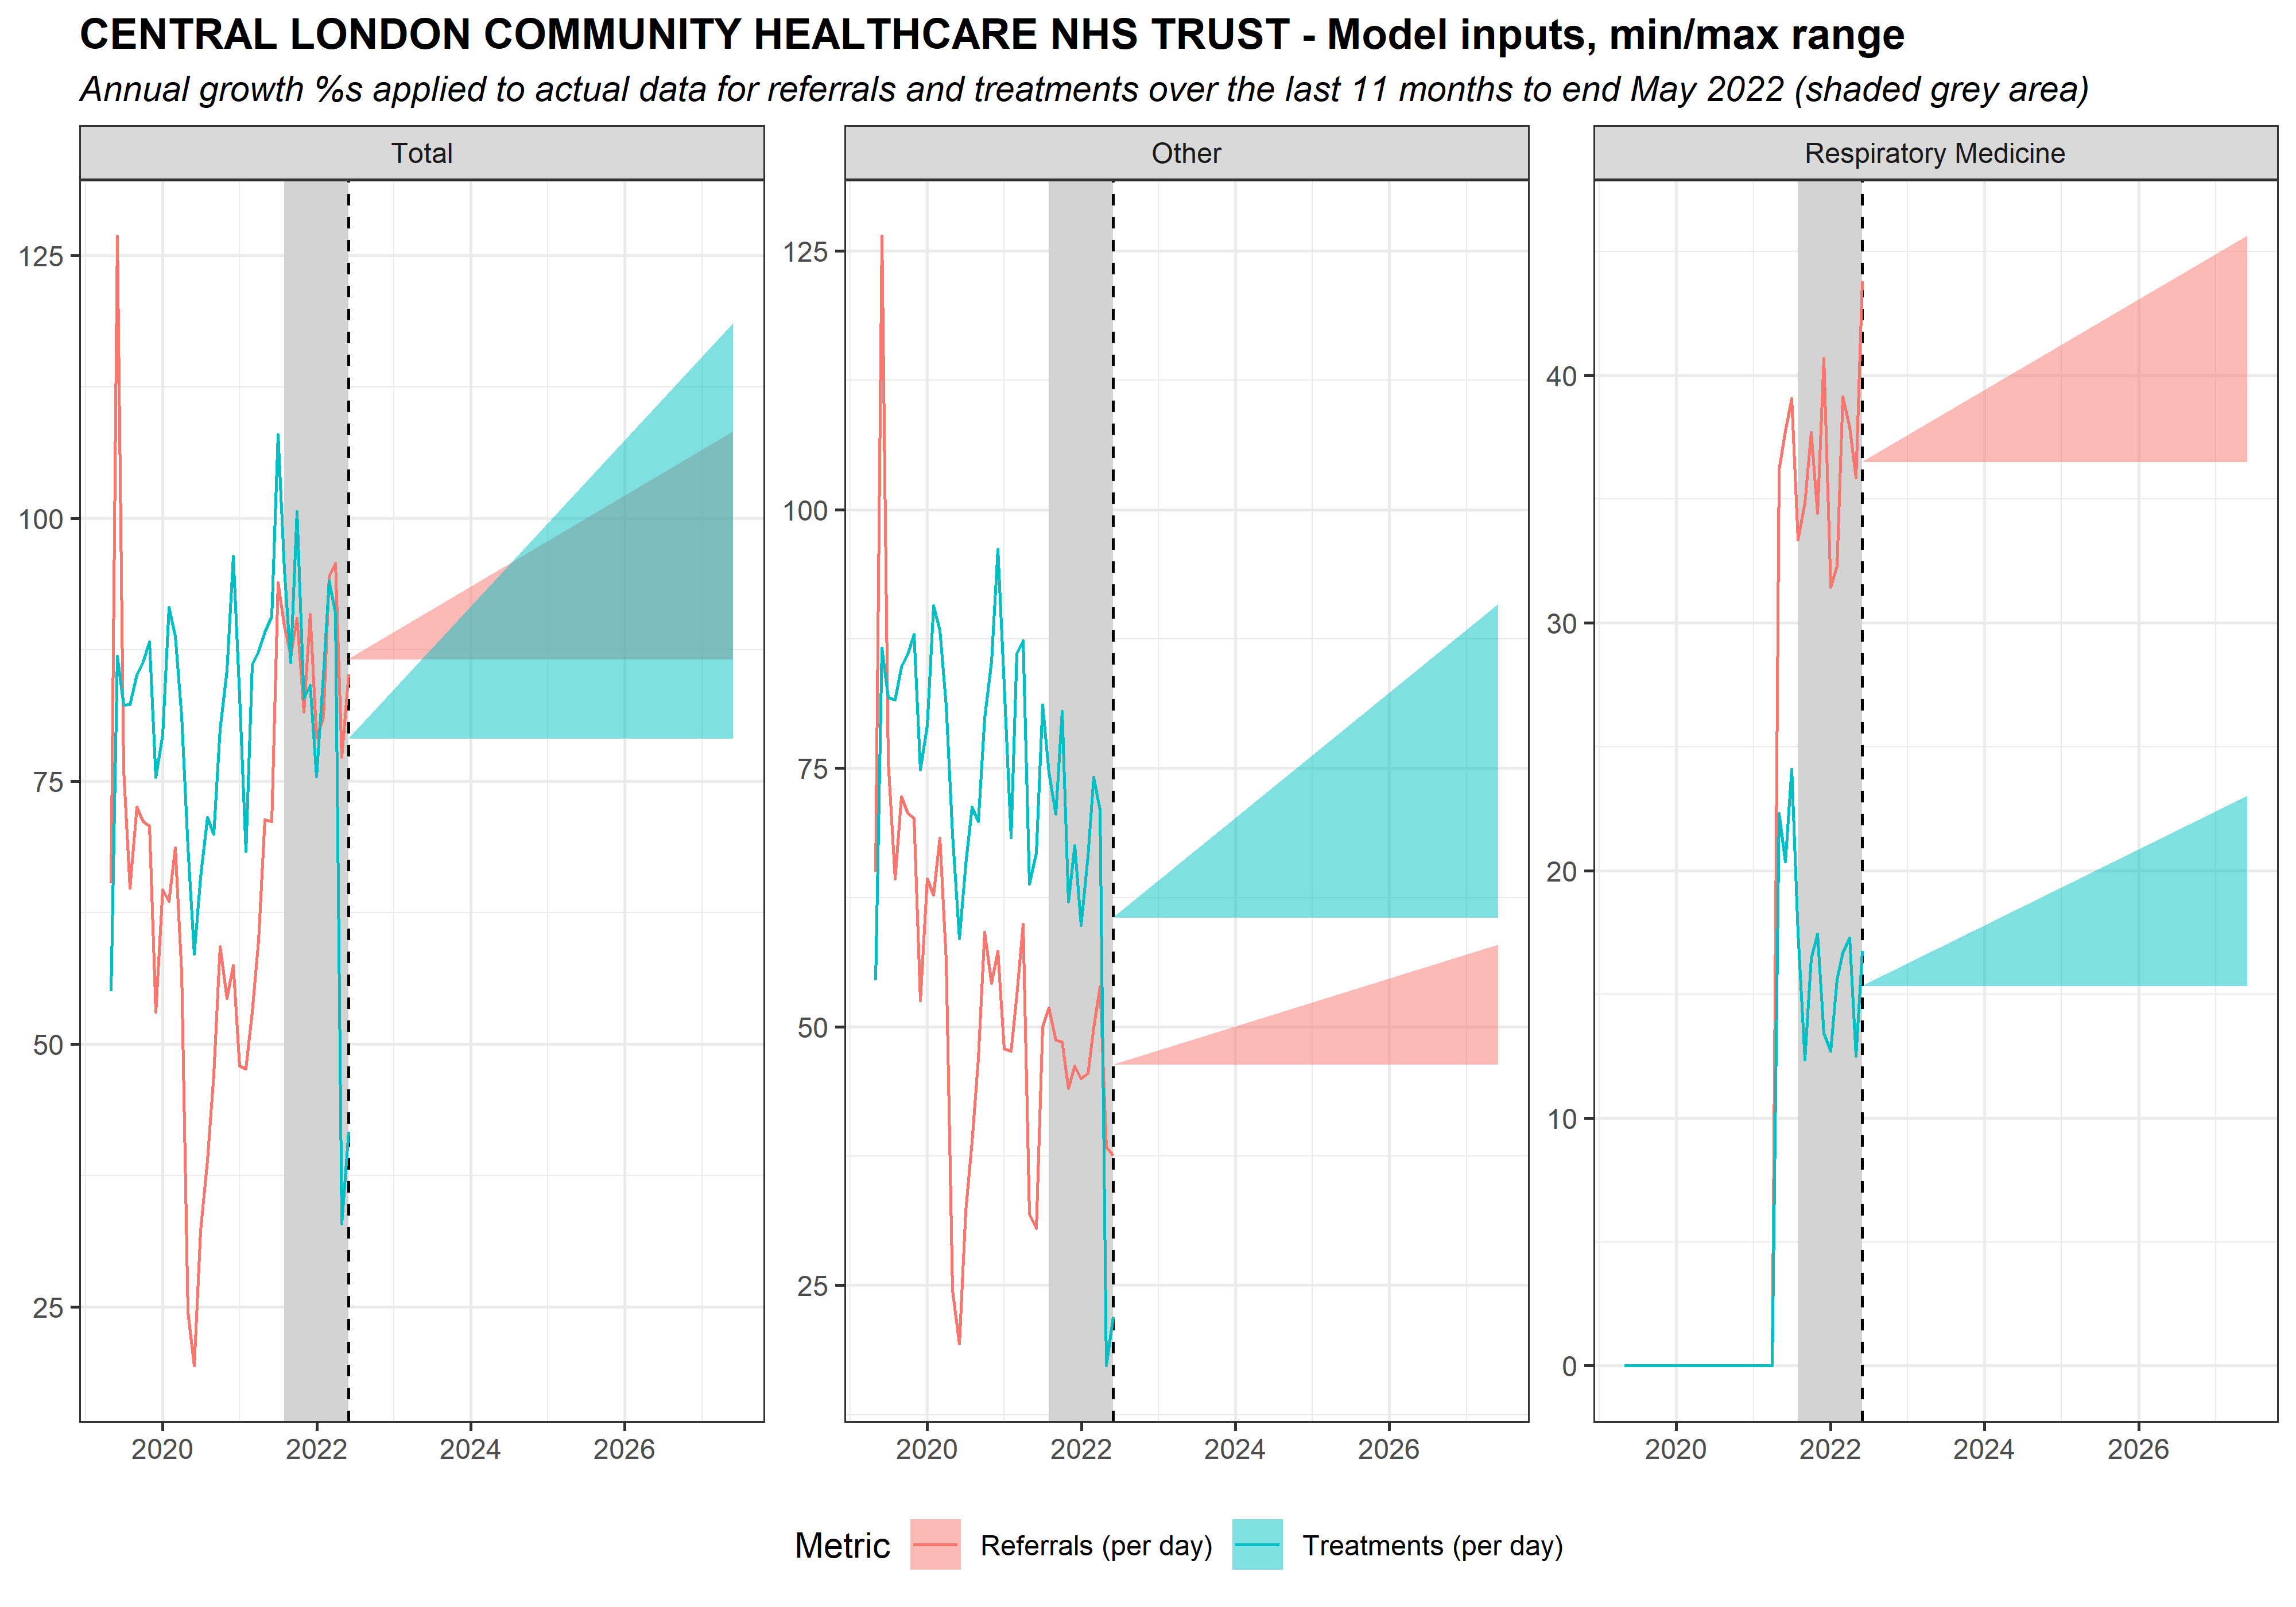 CENTRAL LONDON COMMUNITY HEALTHCARE NHS TRUST - Model inputs, min/max range
Annual growth %s applied to actual data for referrals and treatments over the last 11 months to end May 2022 (shaded grey area)
Total
Other
Respiratory Medicine
125
100
75
50
25
125
100
75
50
25
40
30
20
10
0
2020 2022 2024 2026
2020 2022 2024 2026
2020 2022 2024 2026
Metric Referrals (per day) Treatments (per day)